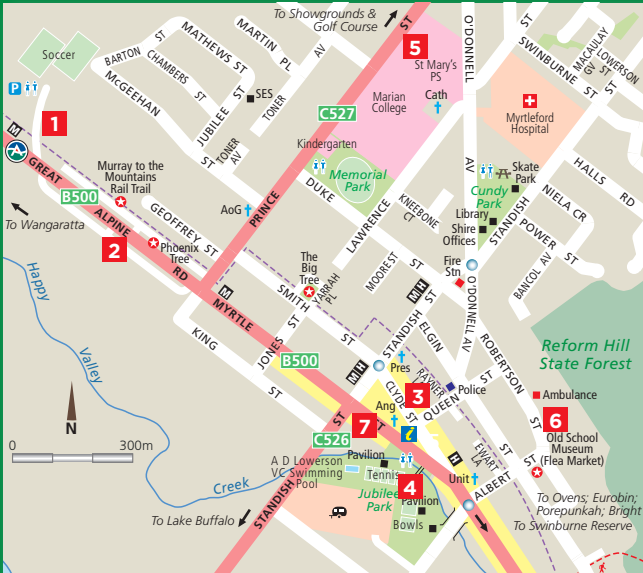 To Showgrounds &
Golf Course
ST
O'DONNELL
AV
Soccer
BARTON ST
MATHEWS ST
MARTIN PL
CHAMBERS ST
McGEEHAN
ST
JUBILEE ST
TONER AV
TONER
AV
SES
5
St Mary's
PS
Marian
College
Cath
SWINBURNE ST
MACAULAY
GV
LOWERSON
ST
Myrtleford
Hospital
P
1
M
A
C527
Kindergarten
Memorial
Park
Murray to the
Mountains
Rail Trail
GREAT
ALPINE
RD
B500
To Wangaratta
2
Phoenix
Tree
GEOFFREY ST
AoG
PRINCE
DUKE
ST
LAWRENCE
KNEEBONE
CT
Cundy
Park
Skate
Park
Library
Shire
Offices
STANDISH
HALLS RD
NIELA CR
POWER ST
BANCOL AV
Fire
Stn
O'DONNELL AV
Happy
Valley
Creek
M
The
Big
Tree
SMITH
ST
YARRAH
PL
MOOREST
MH
STANDISH ST
ELGIN
ST
MYRTLE
ST
KING
ST
JONES ST
B500
MH
Pres
RAYNER
CLYDE ST
3
QUEEN ST
Police
ROBERTSON
ST
Reform Hill
State Forest
Ambulance
6
Old School
Museum
(Flea Market)
N
0
300m
7
C526
Ang
i
H
EWART
LA
ALBERT ST
Unit
A D Lowerson
VC Swimming
Pool
Pavilion
Tennis
4
Jubilee
Park
Pavilion
Bowls
STANDISH
ST
To Lake Buffalo
To Ovens; Eurobin;
Porepunkah; Bright
To Swinburne Reserve